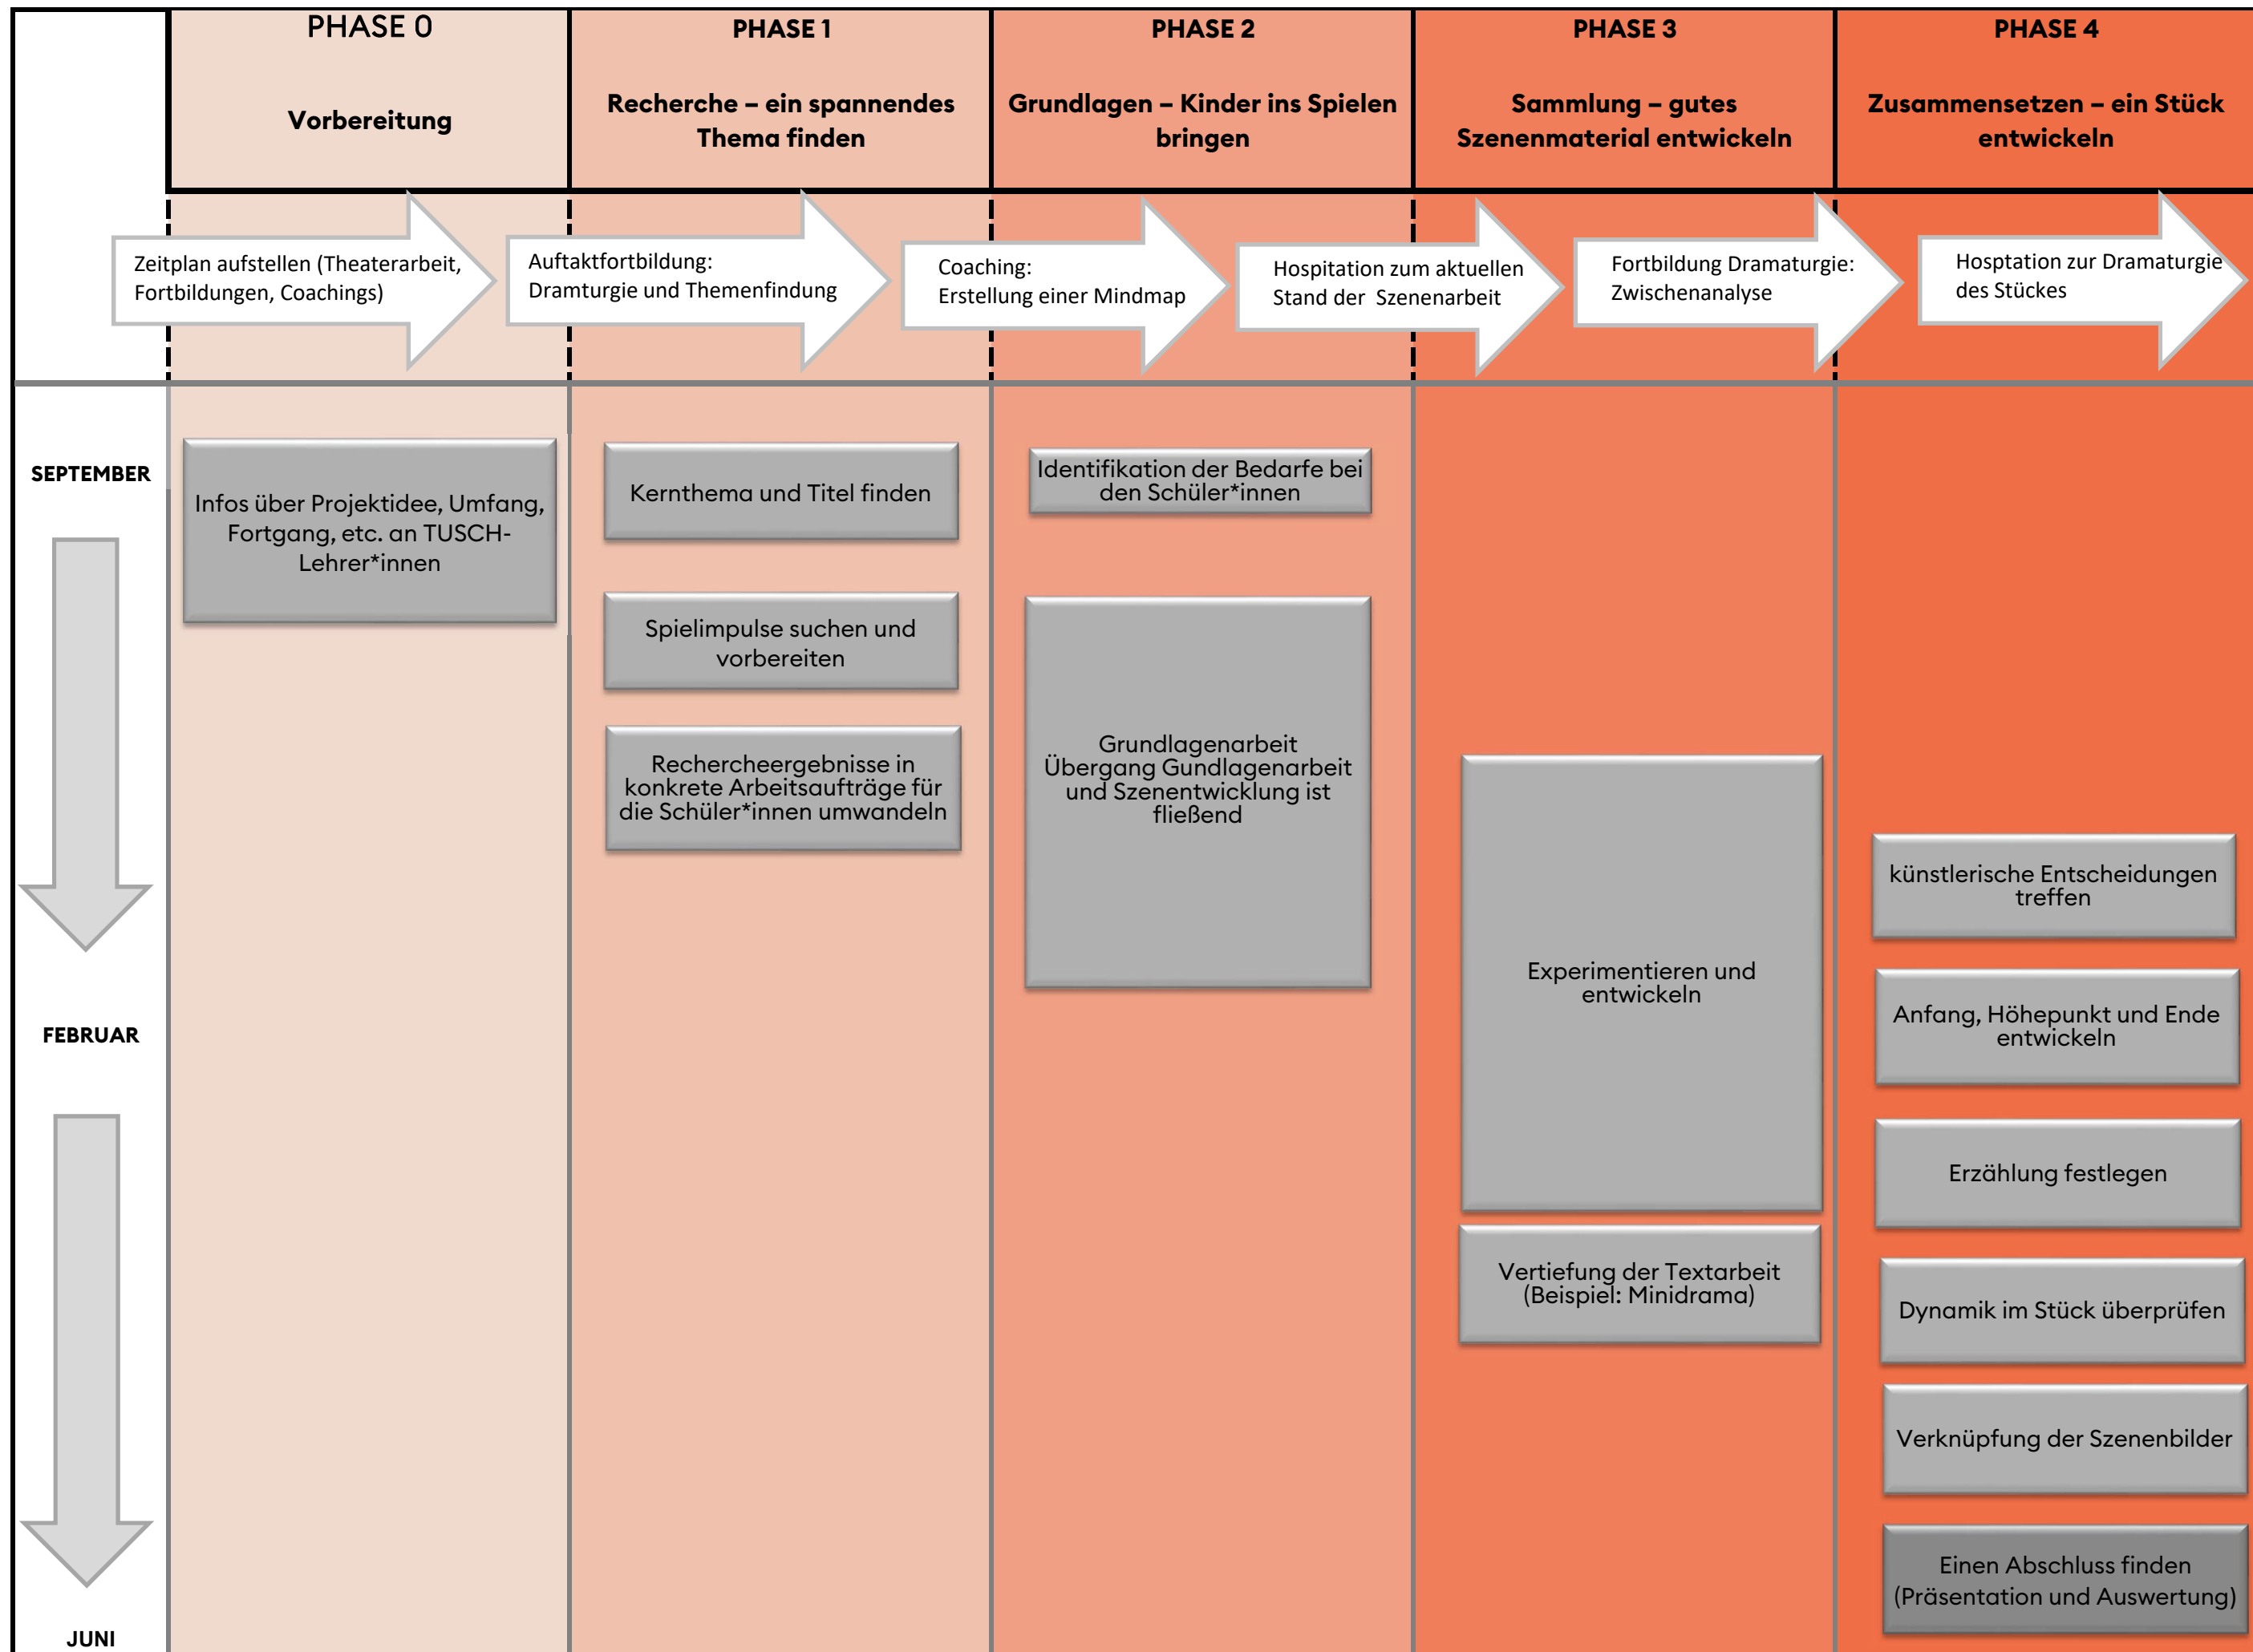 PHASE 0
Vorbereitung
PHASE 1
Recherche – ein spannendes
Thema finden
PHASE 2
Grundlagen – Kinder ins Spielen
bringen
PHASE 3
Sammlung – gutes
Szenenmaterial entwickeln
PHASE 4
Zusammensetzen – ein Stück
entwickeln
Zeitplan aufstellen (Theaterarbeit,
Fortbildungen, Coachings)
Auftaktfortbildung:
Dramturgie und Themenfindung
Coaching:
Erstellung einer Mindmap
Hospitation zum aktuellen
Stand der  Szenenarbeit
Fortbildung Dramaturgie:
Zwischenanalyse
Hosptation zur Dramaturgie
des Stückes
SEPTEMBER
FEBRUAR
JUNI
Infos über Projektidee, Umfang,
Fortgang, etc. an TUSCH-
Lehrer*innen
Kernthema und Titel finden
Spielimpulse suchen und
vorbereiten
Rechercheergebnisse in
konkrete Arbeitsaufträge für
die Schüler*innen umwandeln
Identifikation der Bedarfe bei
den Schüler*innen
Grundlagenarbeit
Übergang Gundlagenarbeit
und Szenentwicklung ist
fließend
Experimentieren und
entwickeln
Vertiefung der Textarbeit
(Beispiel: Minidrama)
künstlerische Entscheidungen
treffen
Anfang, Höhepunkt und Ende
entwickeln
Erzählung festlegen
Dynamik im Stück überprüfen
Verknüpfung der Szenenbilder
Einen Abschluss finden
(Präsentation und Auswertung)